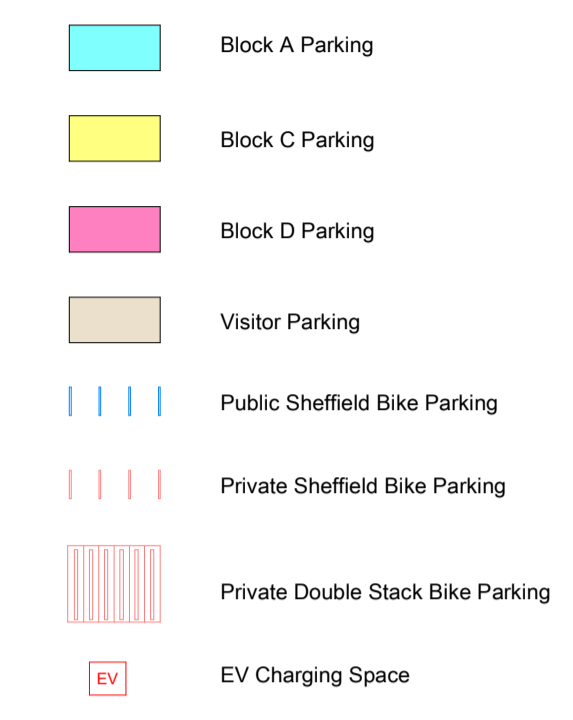 Block A Parking
Block C Parking
Block D Parking
Visitor Parking
Public Sheffield Bike Parking
Private Sheffield Bike Parking
Private Double Stack Bike Parking
EV EV Charging Space